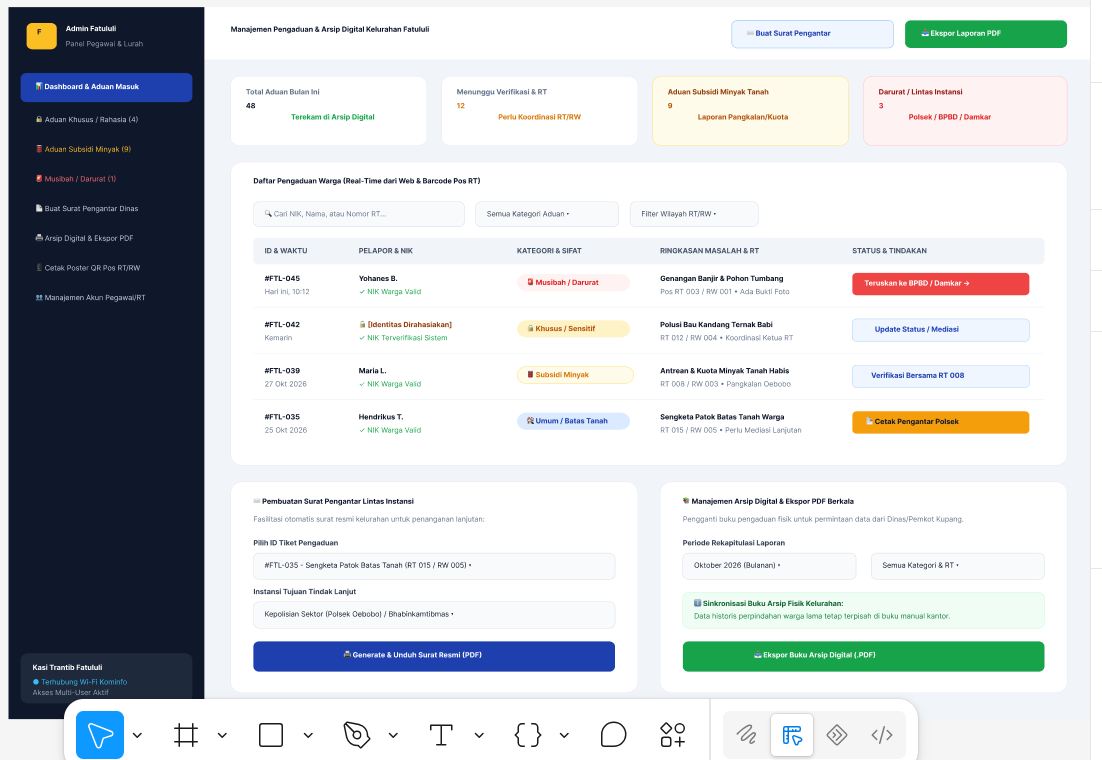 F
Admin Fatululi
Panel Pegawai & Lurah
Dashboard & Aduan Masuk
Aduan Khusus / Rahasia (4)
Aduan Subsidi Minyak (9)
Musibah / Darurat (1)
Buat Surat Pengantar Dinas
Arsip Digital & Ekspor PDF
Cetak Poster QR Pos RT/RW
Manajemen Akun Pegawai/RT
Kasi Trantib Fatululi
Terhubung Wi-Fi Kominfo
Akses Multi-User Aktif
Manajemen Pengaduan & Arsip Digital Kelurahan Fatululi
Buat Surat Pengantar
Ekspor Laporan PDF
Total Aduan Bulan Ini
48
Terekam di Arsip Digital
Menunggu Verifikasi & RT
12
Perlu Koordinasi RT/RW
Aduan Subsidi Minyak Tanah
9
Laporan Pangkalan/Kuota
Darurat / Lintas Instansi
3
Polsek / BPBD / Damkar
Daftar Pengaduan Warga (Real-Time dari Web & Barcode Pos RT)
Cari NIK, Nama, atau Nomor RT...
Semua Kategori Aduan
Filter Wilayah RT/RW
ID & WAKTU PELAPOR & NIK KATEGORI & SIFAT RINGKASAN MASALAH & RT STATUS & TINDAKAN
#FTL-045 Yohanes B. Musibah / Darurat Genangan Banjir & Pohon Tumbang Teruskan ke BPBD / Damkar →
Hari ini, 10:12 ✓ NIK Warga Valid Pos RT 003 / RW 001 • Ada Bukti Foto
#FTL-042 [Identitas Dirahasiakan] Khusus / Sensitif Polusi Bau Kandang Ternak Babi Update Status / Mediasi
Kemarin ✓ NIK Terverifikasi Sistem RT 012 / RW 004 • Koordinasi Ketua RT
#FTL-039 Maria L. Subsidi Minyak Antrean & Kuota Minyak Tanah Habis Verifikasi Bersama RT 008
27 Okt 2026 ✓ NIK Warga Valid RT 008 / RW 003 • Pangkalan Oebobo
#FTL-035 Hendrikus T. Umum / Batas Tanah Sengketa Patok Batas Tanah Warga Cetak Pengantar Polsek
25 Okt 2026 ✓ NIK Warga Valid RT 015 / RW 005 • Perlu Mediasi Lanjutan
Pembuatan Surat Pengantar Lintas Instansi
Fasilitasi otomatis surat resmi kelurahan untuk penanganan lanjutan:
Pilih ID Tiket Pengaduan
#FTL-035 - Sengketa Patok Batas Tanah (RT 015 / RW 005)
Instansi Tujuan Tindak Lanjut
Kepolisian Sektor (Polsek Oebobo) / Bhabinkamtibmas
Generate & Unduh Surat Resmi (PDF)
Manajemen Arsip Digital & Ekspor PDF Berkala
Pengganti buku pengaduan fisik untuk permintaan data dari Dinas/Pemkot Kupang.
Periode Rekapitulasi Laporan
Oktober 2026 (Bulanan)
Semua Kategori & RT
Sinkronisasi Buku Arsip Fisik Kelurahan:
Data historis perpindahan warga lama tetap terpisah di buku manual kantor.
Ekspor Buku Arsip Digital (.PDF)